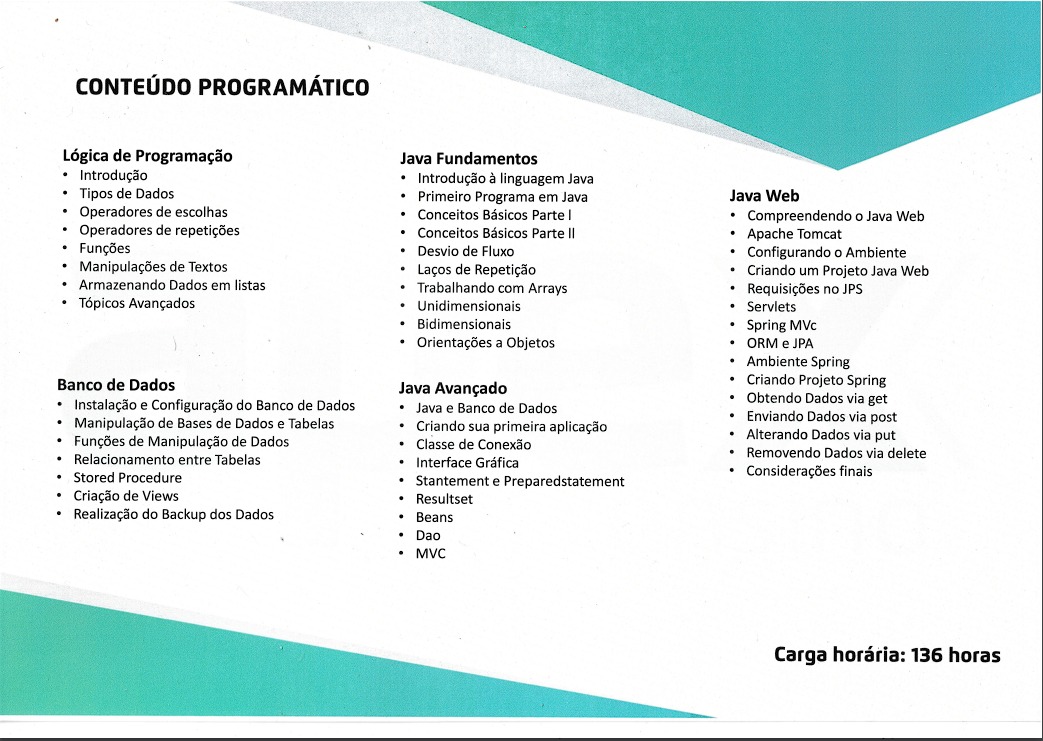 CONTEÚDO PROGRAMÁTICO
Lógica de Programação
• Introdução
• Tipos de Dados
• Operadores de escolhas
• Operadores de repetições
• Funções
• Manipulações de Textos
• Armazenando Dados em listas
• Tópicos Avançados
Banco de Dados
• Instalação e Configuração do Banco de Dados
• Manipulação de Bases de Dados e Tabelas
• Funções de Manipulação de Dados
• Relacionamento entre Tabelas
• Stored Procedure
• Criação de Views
• Realização do Backup dos Dados
Java Fundamentos
• Introdução à linguagem Java
• Primeiro Programa em Java
• Conceitos Básicos Parte I
• Conceitos Básicos Parte II
• Desvio de Fluxo
• Laços de Repetição
• Trabalhando com Arrays
• Unidimensionais
• Bidimensionais
• Orientações a Objetos
Java Avançado
• Java e Banco de Dados
• Criando sua primeira aplicação
• Classe de Conexão
• Interface Gráfica
• Stantement e Preparedstatement
• Resultset
• Beans
• Dao
• MVC
Java Web
• Compreendendo o Java Web
• Apache Tomcat
• Configurando o Ambiente
• Criando um Projeto Java Web
• Requisições no JPS
• Servlets
• Spring MVc
• ORM e JPA
• Ambiente Spring
• Criando Projeto Spring
• Obtendo Dados via get
• Enviando Dados via post
• Alterando Dados via put
• Removendo Dados via delete
• Considerações finais
Carga horária: 136 horas